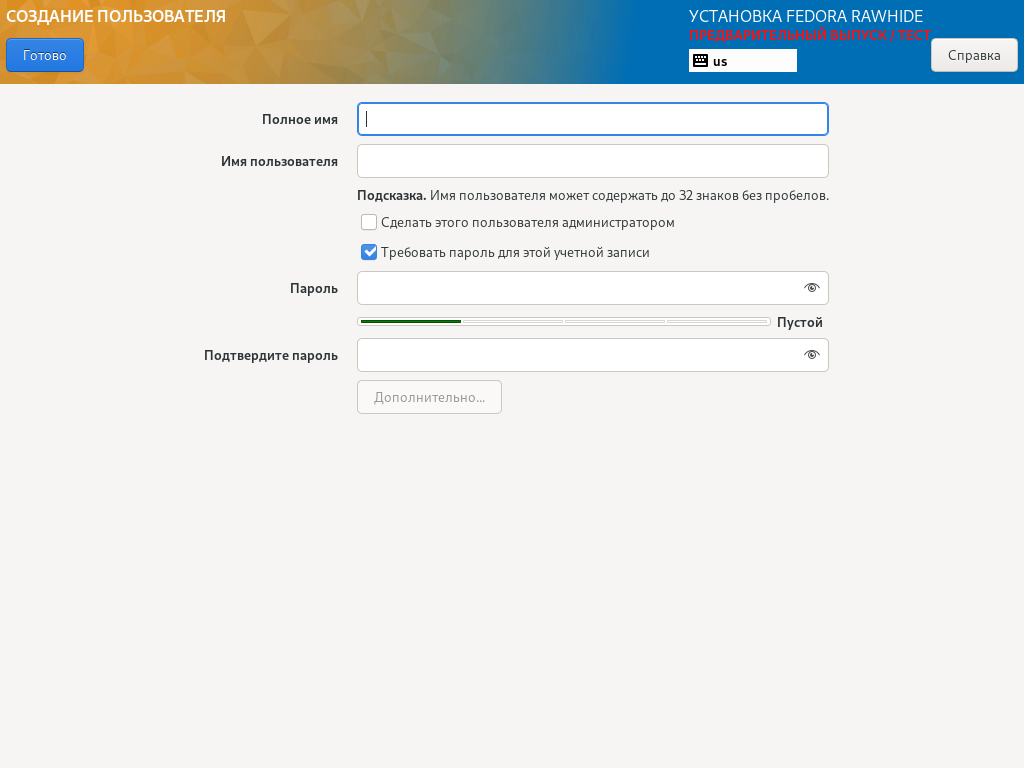 СОЗДАНИЕ ПОЛЬЗОВАТЕЛЯ
УСТАНОВКА FEDORA RAWHIDE
ПРЕДВАРИТЕЛЬНЫЙ ВЫПУСК / ТЕСТ
Готово
us
Справка
Полное имя
Имя пользователя
Подсказка. Имя пользователя может содержать до 32 знаков без пробелов.
Сделать этого пользователя администратором
Требовать пароль для этой учетной записи
Пароль
Пустой
Подтвердите пароль
Дополнительно...